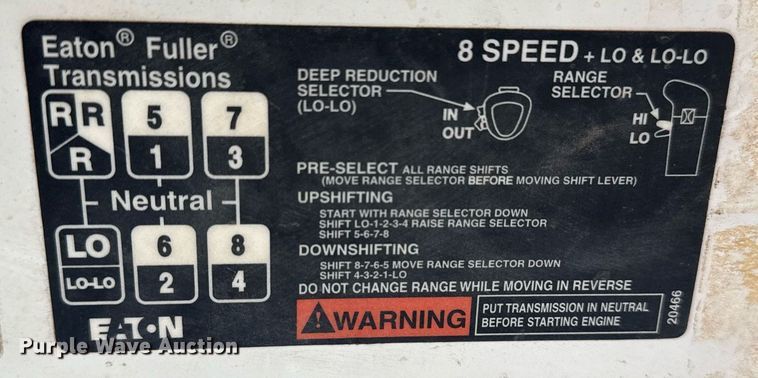 Eaton® Fuller®
Transmissions
8 SPEED + LO & LO-LO
R R
R
5
1
7
3
Neutral
LO
LO-LO
6
2
8
4
EATON
DEEP REDUCTION
SELECTOR
(LO-LO)
IN
OUT
RANGE
SELECTOR
HI
LO
PRE-SELECT ALL RANGE SHIFTS
(MOVE RANGE SELECTOR BEFORE MOVING SHIFT LEVER)
UPSHIFTING
START WITH RANGE SELECTOR DOWN
SHIFT LO-1-2-3-4 RAISE RANGE SELECTOR
SHIFT 5-6-7-8
DOWNSHIFTING
SHIFT 8-7-6-5 MOVE RANGE SELECTOR DOWN
SHIFT 4-3-2-1-LO
DO NOT CHANGE RANGE WHILE MOVING IN REVERSE
WARNING
PUT TRANSMISSION IN NEUTRAL
BEFORE STARTING ENGINE
20466
Purple Wave Auction